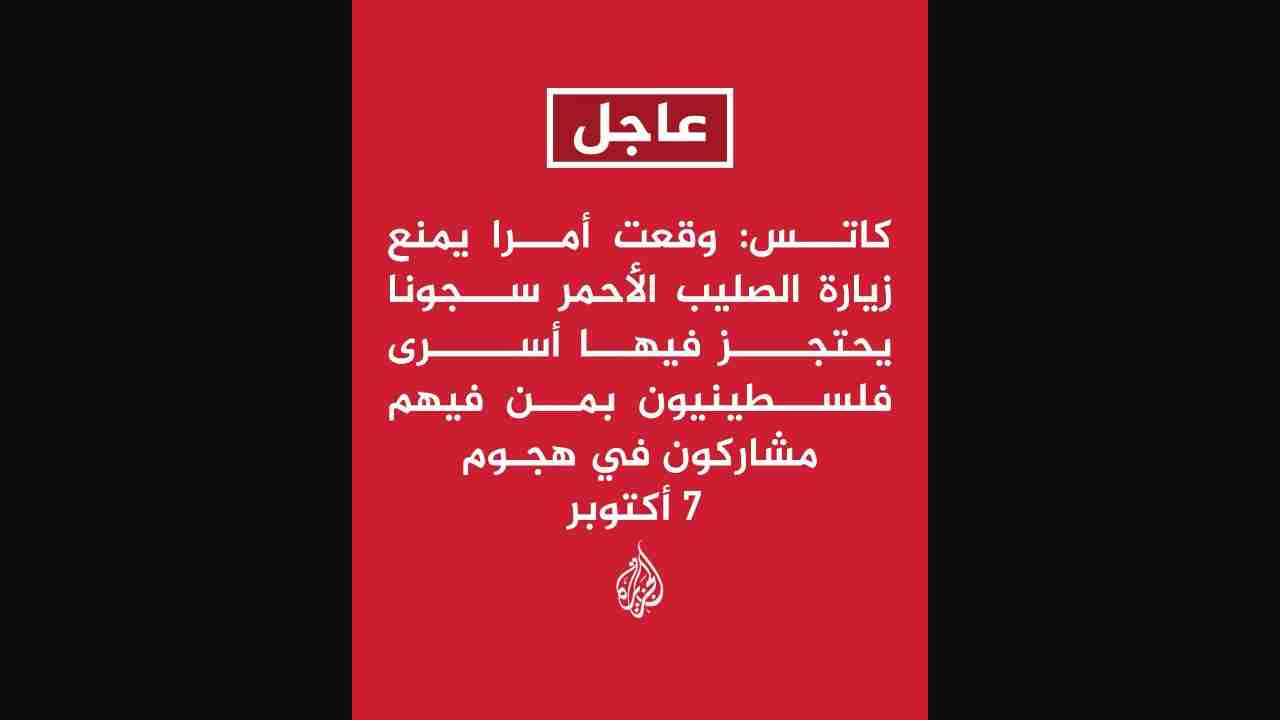 عاجل
كاتس: وقعت أمرا يمنع
زيارة الصليب الأحمر سجونا
يحتجز فيها أسرى
فلسطينيون بمن فيهم
مشاركون في هجوم
7 أكتوبر
الجزيرة